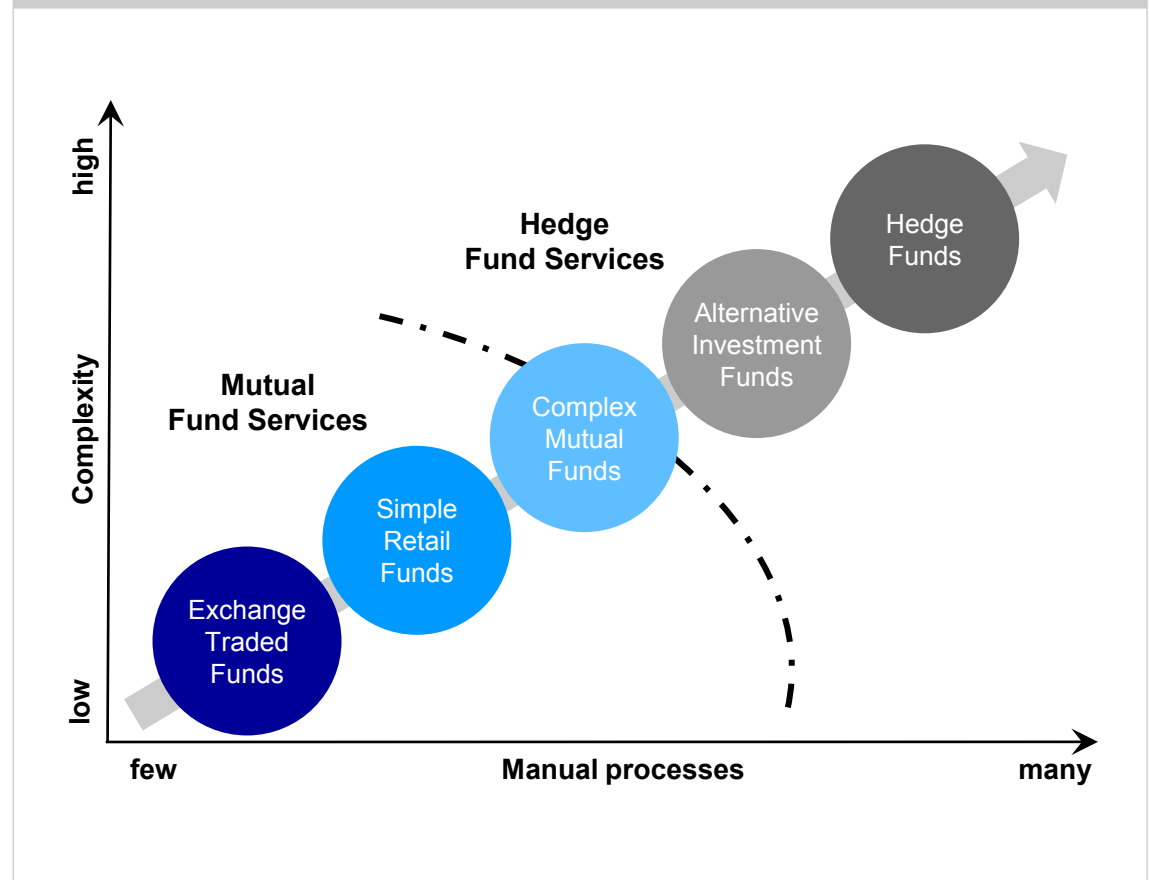 high
Complexity
low
Hedge
Fund Services
Mutual
Fund Services
Hedge
Funds
Alternative
Investment
Funds
Complex
Mutual
Funds
Simple
Retail
Funds
Exchange
Traded
Funds
few
Manual processes
many